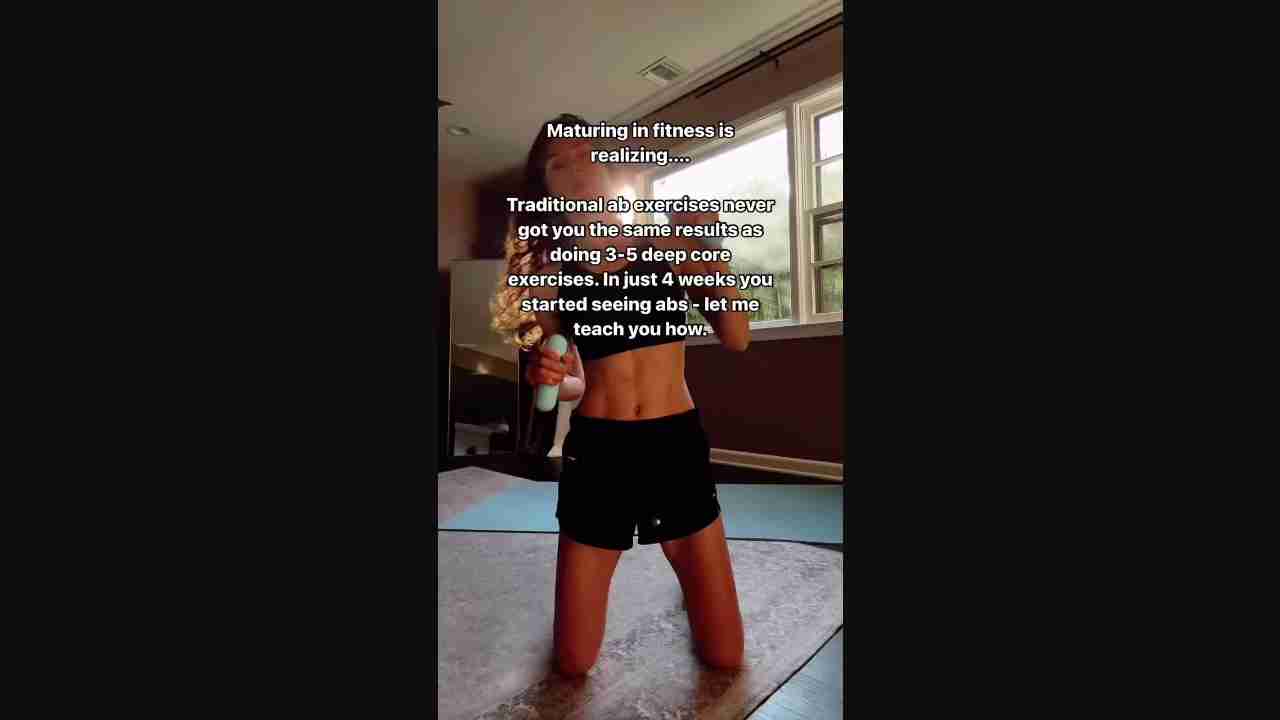 Maturing in fitness is
realizing....
Traditional ab exercises never
got you the same results as
doing 3-5 deep core
exercises. In just 4 weeks you
started seeing abs - let me
teach you how.